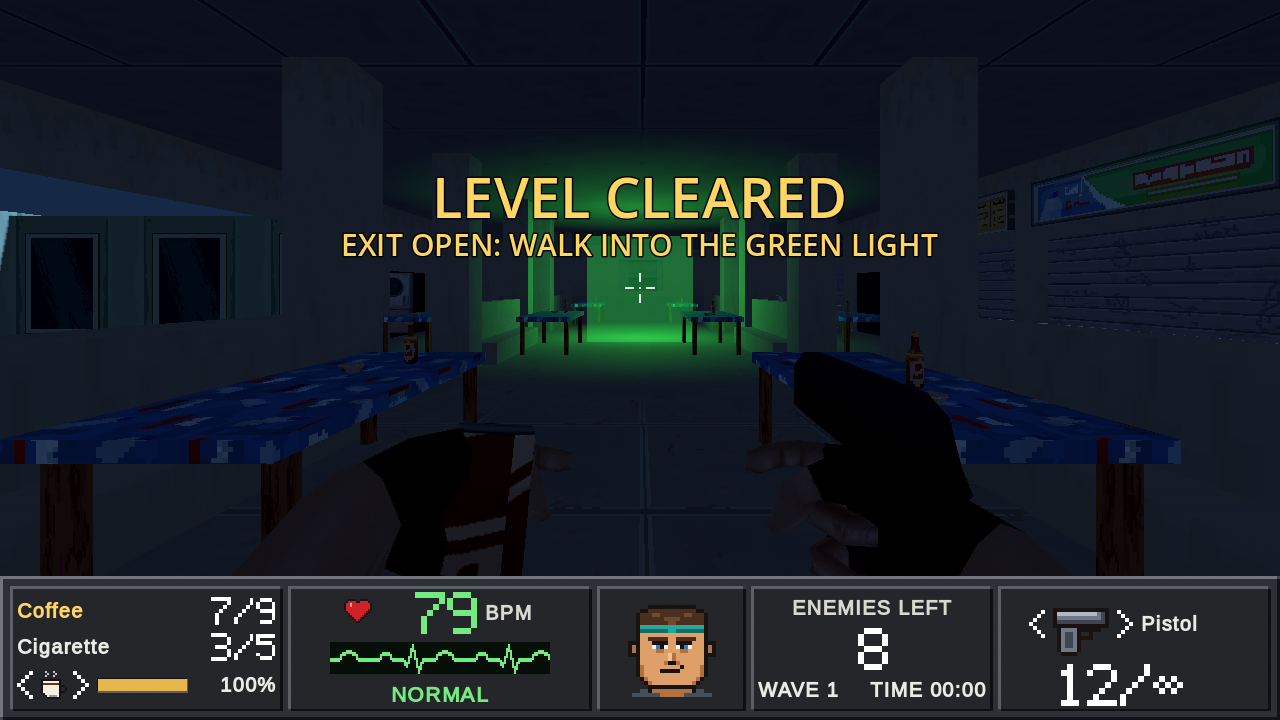 LEVEL CLEARED
EXIT OPEN: WALK INTO THE GREEN LIGHT
Coffee 7/9
Cigarette 3/5
100%
79 BPM
NORMAL
ENEMIES LEFT
8
WAVE 1 TIME 00:00
Pistol
12/∞